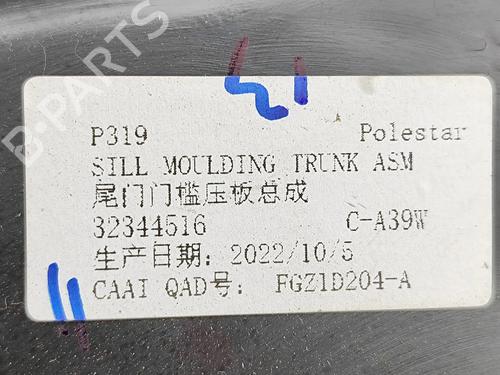 P319 Polestar
SILL MOULDING TRUNK ASM
尾门门槛压板总成
32344516 C-A39W
生产日期: 2022/10/5
CAAI QAD号: FGZ1D204-A
B-PARTS